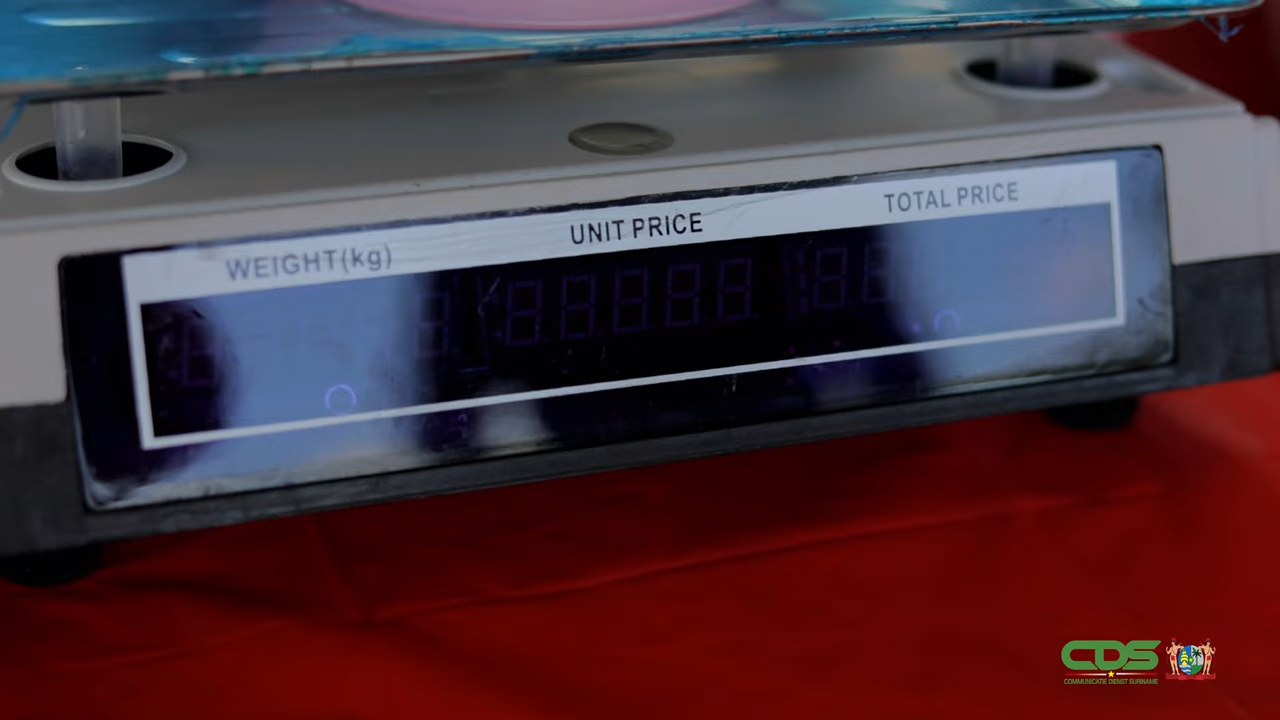 WEIGHT(kg)
UNIT PRICE
TOTAL PRICE
CDS
COMMUNICATIE DIENST SURINAME